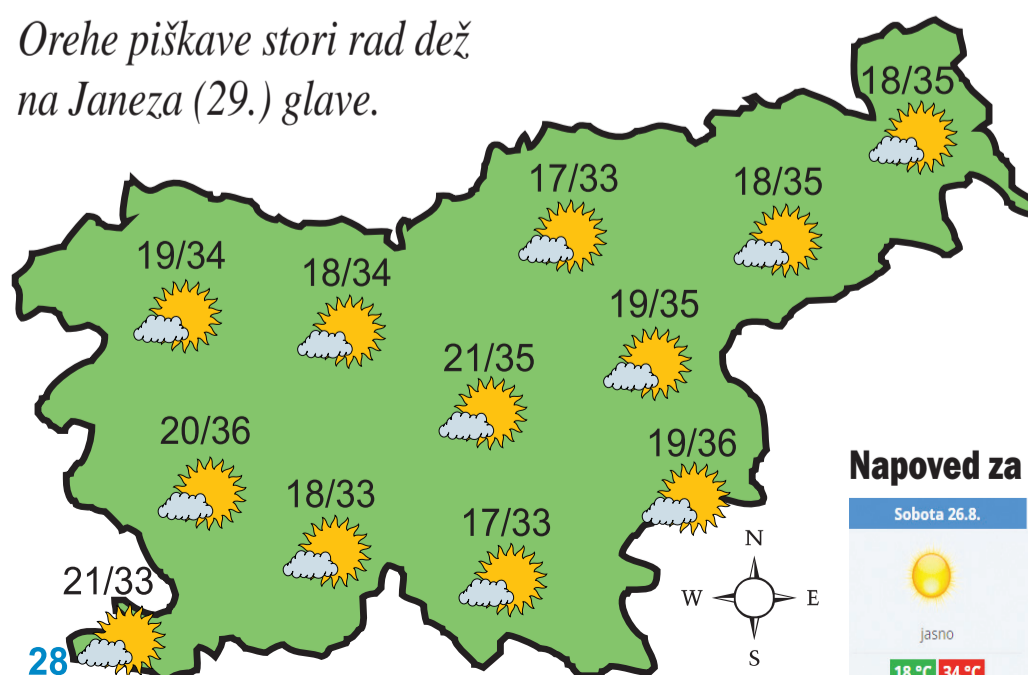 Orehe piškave stori rad dež
na Janeza (29.) glave.
18/35
17/33
18/35
19/34
18/34
19/35
21/35
20/36
19/36
18/33
17/33
21/33
28
N
W E
S
Napoved za
Sobota 26.8.
jasno
18 °C 34 °C